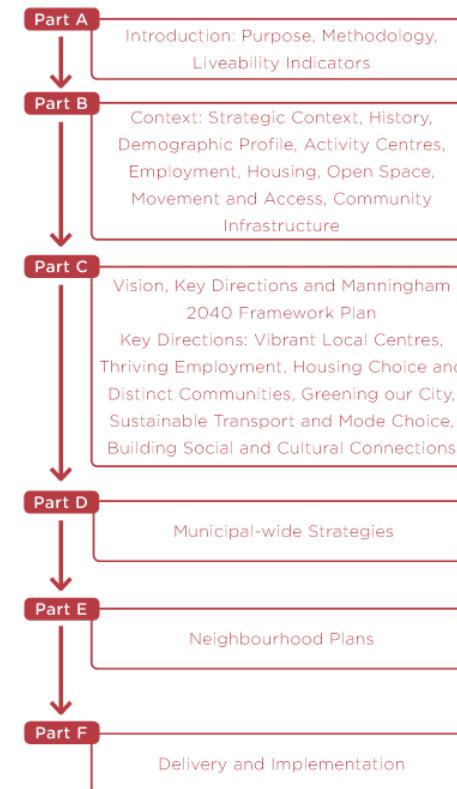 Part A
Introduction: Purpose, Methodology,
Liveability Indicators
Part B
Context: Strategic Context, History,
Demographic Profile, Activity Centres,
Employment, Housing, Open Space,
Movement and Access, Community
Infrastructure
Part C
Vision, Key Directions and Manningham
2040 Framework Plan
Key Directions: Vibrant Local Centres,
Thriving Employment, Housing Choice and
Distinct Communities, Greening our City,
Sustainable Transport and Mode Choice,
Building Social and Cultural Connections
Part D
Municipal-wide Strategies
Part E
Neighbourhood Plans
Part F
Delivery and Implementation